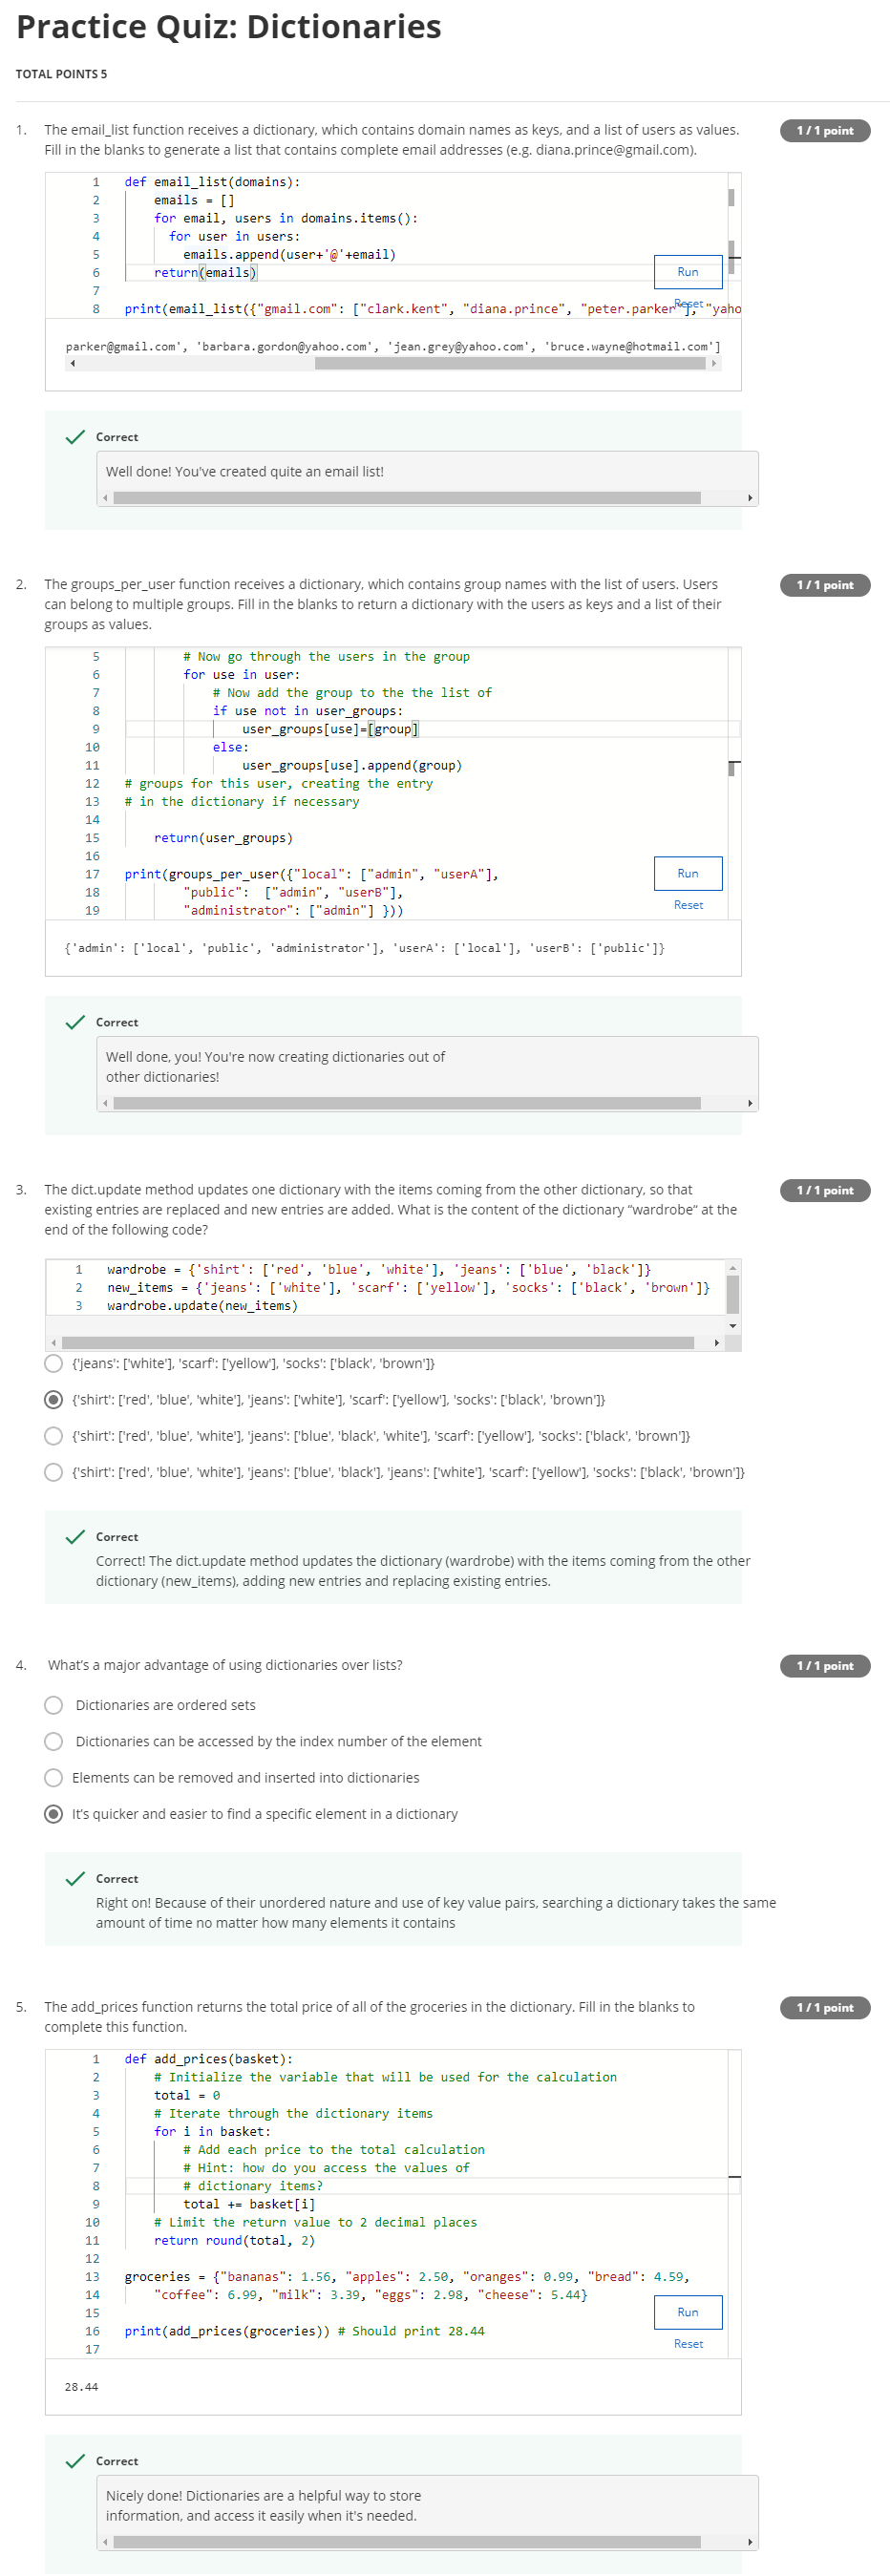 Practice Quiz: Dictionaries
TOTAL POINTS 5
1. The email_list function receives a dictionary, which contains domain names as keys, and a list of users as values. 1 / 1 point
Fill in the blanks to generate a list that contains complete email addresses (e.g. diana.prince@gmail.com).
1 def email_list(domains):
2     emails = []
3     for email, users in domains.items():
4       for user in users:
5         emails.append(user+'@'+email)
6     return(emails)
Run
7
Reset
8 print(email_list({"gmail.com": ["clark.kent", "diana.prince", "peter.parker"], "yaho
parker@gmail.com', 'barbara.gordon@yahoo.com', 'jean.grey@yahoo.com', 'bruce.wayne@hotmail.com']
Correct
Well done! You've created quite an email list!
2. The groups_per_user function receives a dictionary, which contains group names with the list of users. Users 1 / 1 point
can belong to multiple groups. Fill in the blanks to return a dictionary with the users as keys and a list of their
groups as values.
5         # Now go through the users in the group
6         for use in user:
7             # Now add the group to the the list of
8             if use not in user_groups:
9                 user_groups[use]=[group]
10             else:
11                 user_groups[use].append(group)
12 # groups for this user, creating the entry
13 # in the dictionary if necessary
14
15     return(user_groups)
16
17 print(groups_per_user({"local": ["admin", "userA"],
Run
18         "public":  ["admin", "userB"],
19         "administrator": ["admin"] }))
Reset
{'admin': ['local', 'public', 'administrator'], 'userA': ['local'], 'userB': ['public']}
Correct
Well done, you! You're now creating dictionaries out of
other dictionaries!
3. The dict.update method updates one dictionary with the items coming from the other dictionary, so that 1 / 1 point
existing entries are replaced and new entries are added. What is the content of the dictionary “wardrobe“ at the
end of the following code?
1 wardrobe = {'shirt': ['red', 'blue', 'white'], 'jeans': ['blue', 'black']}
2 new_items = {'jeans': ['white'], 'scarf': ['yellow'], 'socks': ['black', 'brown']}
3 wardrobe.update(new_items)
{'jeans': ['white'], 'scarf': ['yellow'], 'socks': ['black', 'brown']}
{'shirt': ['red', 'blue', 'white'], 'jeans': ['white'], 'scarf': ['yellow'], 'socks': ['black', 'brown']}
{'shirt': ['red', 'blue', 'white'], 'jeans': ['blue', 'black', 'white'], 'scarf': ['yellow'], 'socks': ['black', 'brown']}
{'shirt': ['red', 'blue', 'white'], 'jeans': ['blue', 'black'], 'jeans': ['white'], 'scarf': ['yellow'], 'socks': ['black', 'brown']}
Correct
Correct! The dict.update method updates the dictionary (wardrobe) with the items coming from the other
dictionary (new_items), adding new entries and replacing existing entries.
4. What’s a major advantage of using dictionaries over lists? 1 / 1 point
Dictionaries are ordered sets
Dictionaries can be accessed by the index number of the element
Elements can be removed and inserted into dictionaries
It’s quicker and easier to find a specific element in a dictionary
Correct
Right on! Because of their unordered nature and use of key value pairs, searching a dictionary takes the same
amount of time no matter how many elements it contains
5. The add_prices function returns the total price of all of the groceries in the dictionary. Fill in the blanks to 1 / 1 point
complete this function.
1 def add_prices(basket):
2     # Initialize the variable that will be used for the calculation
3     total = 0
4     # Iterate through the dictionary items
5     for i in basket:
6         # Add each price to the total calculation
7         # Hint: how do you access the values of
8         # dictionary items?
9         total += basket[i]
10     # Limit the return value to 2 decimal places
11     return round(total, 2)
12
13 groceries = {"bananas": 1.56, "apples": 2.50, "oranges": 0.99, "bread": 4.59,
14     "coffee": 6.99, "milk": 3.39, "eggs": 2.98, "cheese": 5.44}
15
Run
16 print(add_prices(groceries)) # Should print 28.44
Reset
17
28.44
Correct
Nicely done! Dictionaries are a helpful way to store
information, and access it easily when it's needed.